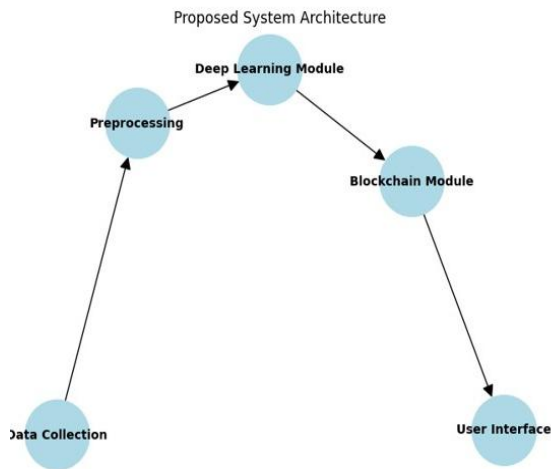 Proposed System Architecture
Deep Learning Module
Preprocessing
Blockchain Module
Data Collection
User Interface